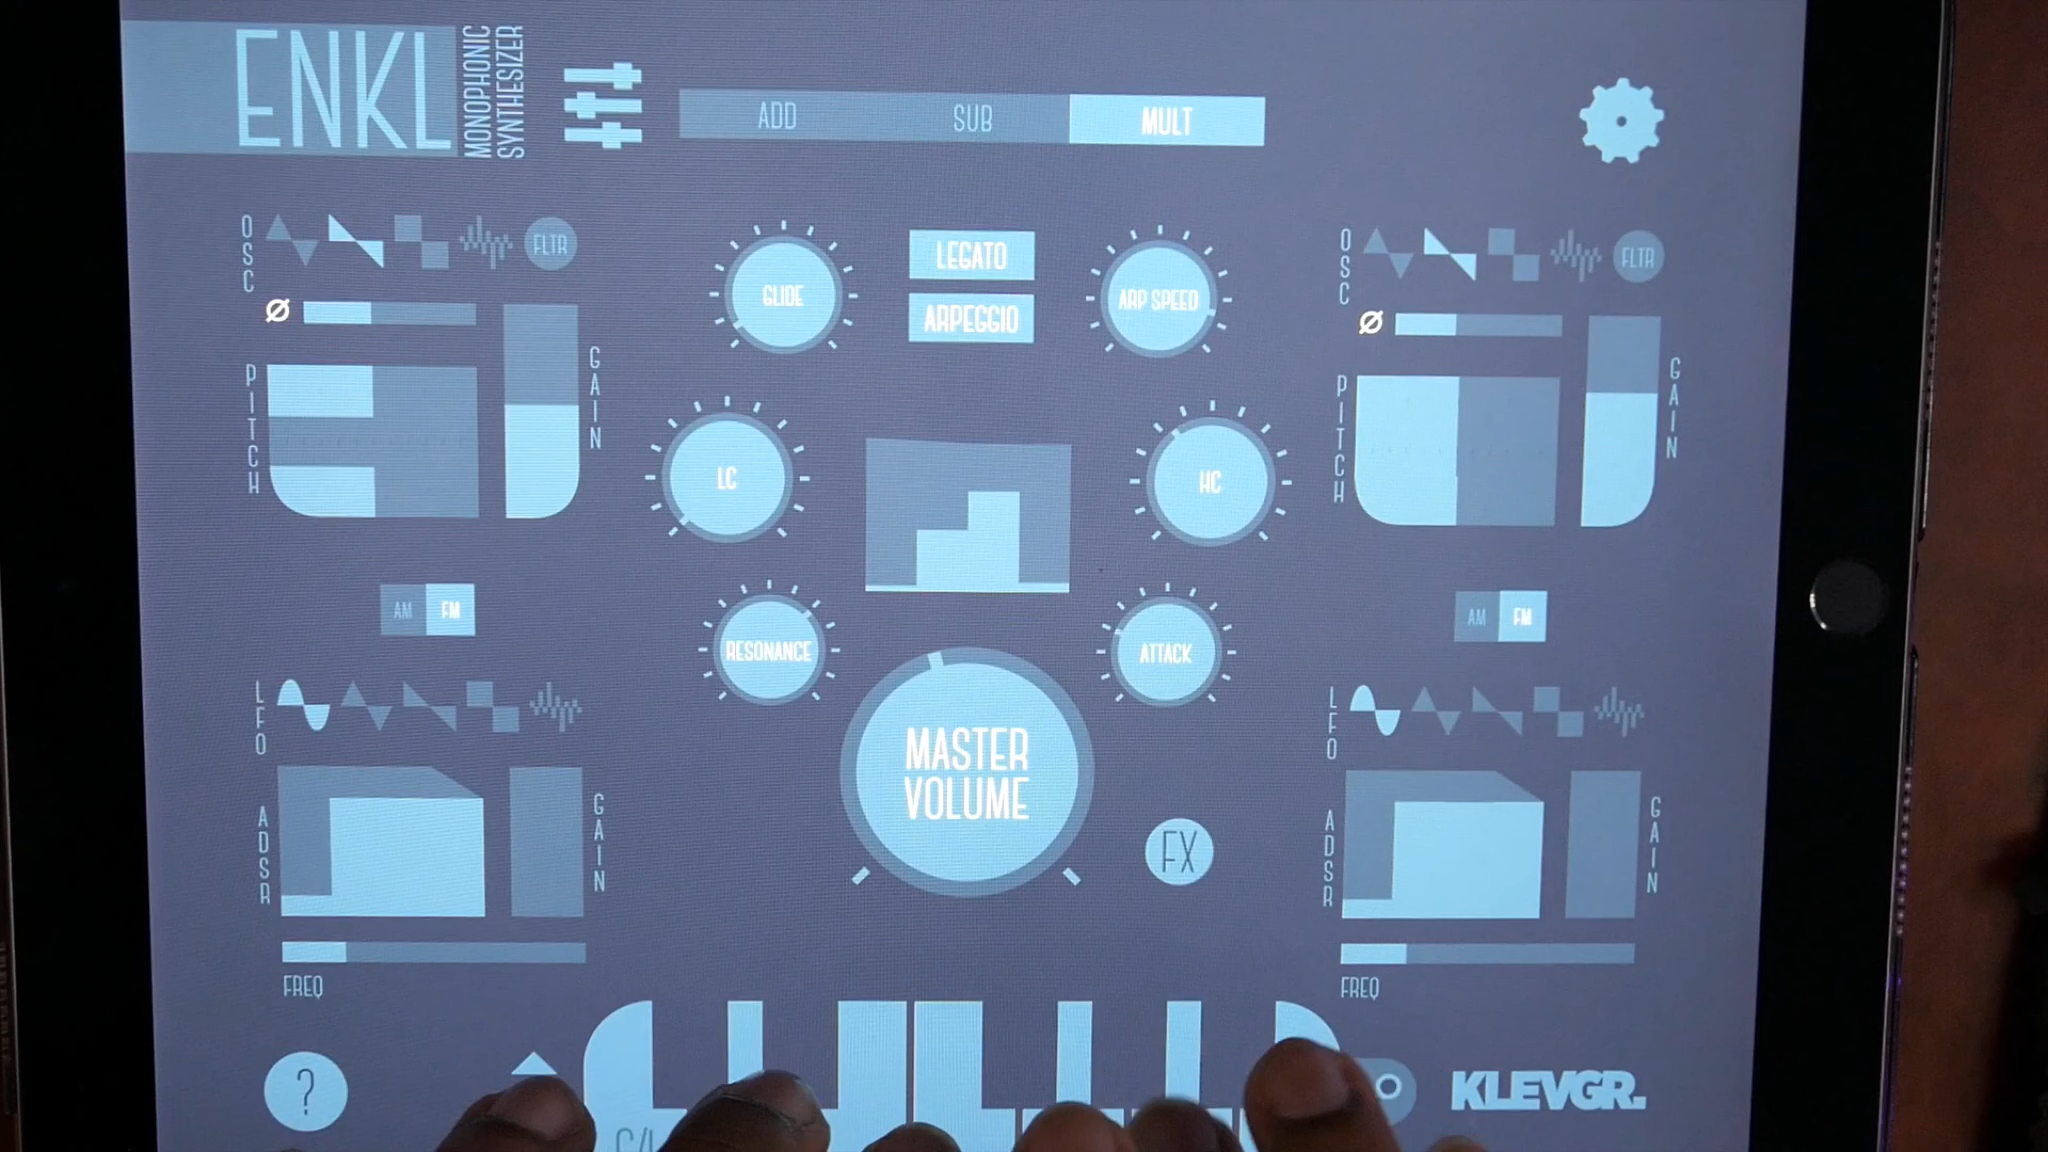 ENKL
MONOPHONIC
SYNTHESIZER
ADD
SUB
MULT
OSC
FLTR
GLIDE
LEGATO
ARPEGGIO
ARP SPEED
OSC
FLTR
Ø
PITCH
GAIN
LC
HC
Ø
PITCH
GAIN
AM
FM
RESONANCE
ATTACK
AM
FM
LFO
MASTER
VOLUME
LFO
ADSR
GAIN
FX
ADSR
GAIN
FREQ
FREQ
?
KLEVGR.